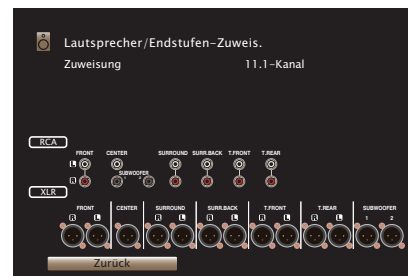 Lautsprecher/Endstufen-Zuweis.
Zuweisung 11.1-Kanal
RCA
FRONT CENTER SURROUND SURR.BACK T.FRONT T.REAR
L
SUBWOOFER
1 2
R
XLR
FRONT CENTER SURROUND SURR.BACK T.FRONT T.REAR SUBWOOFER
R L R L R L R L R L 1 2
Zurück